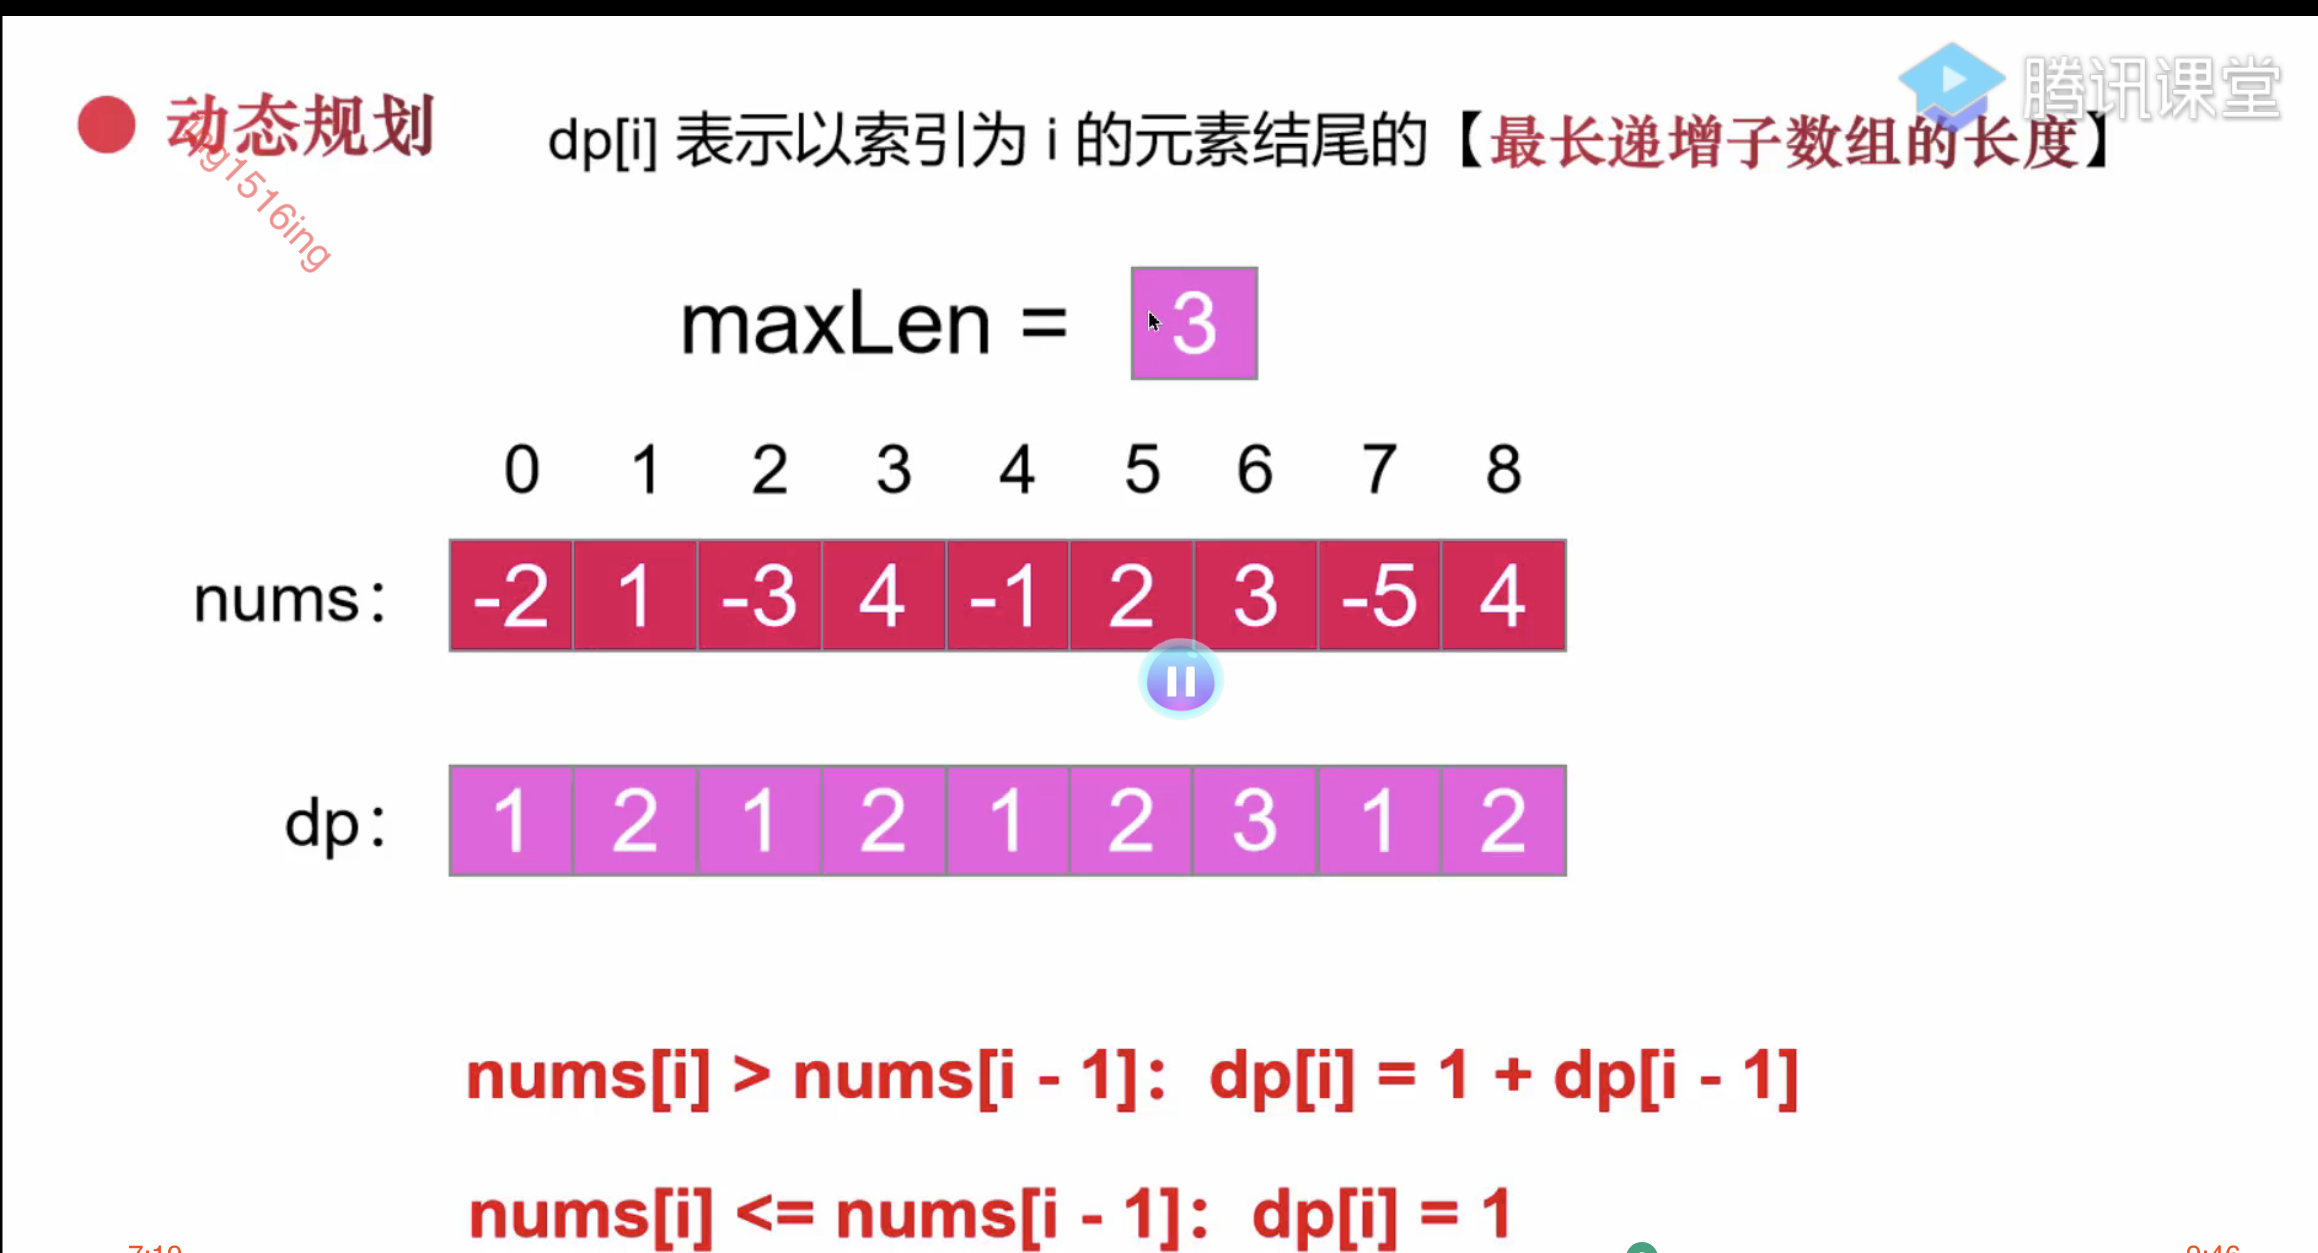 腾讯课堂
动态规划 dp[i] 表示以索引为 i 的元素结尾的【最长递增子数组的长度】
g1516ing
maxLen = 3
0 1 2 3 4 5 6 7 8
nums: -2 1 -3 4 -1 2 3 -5 4
dp: 1 2 1 2 1 2 3 1 2
nums[i] > nums[i - 1]: dp[i] = 1 + dp[i - 1]
nums[i] <= nums[i - 1]: dp[i] = 1